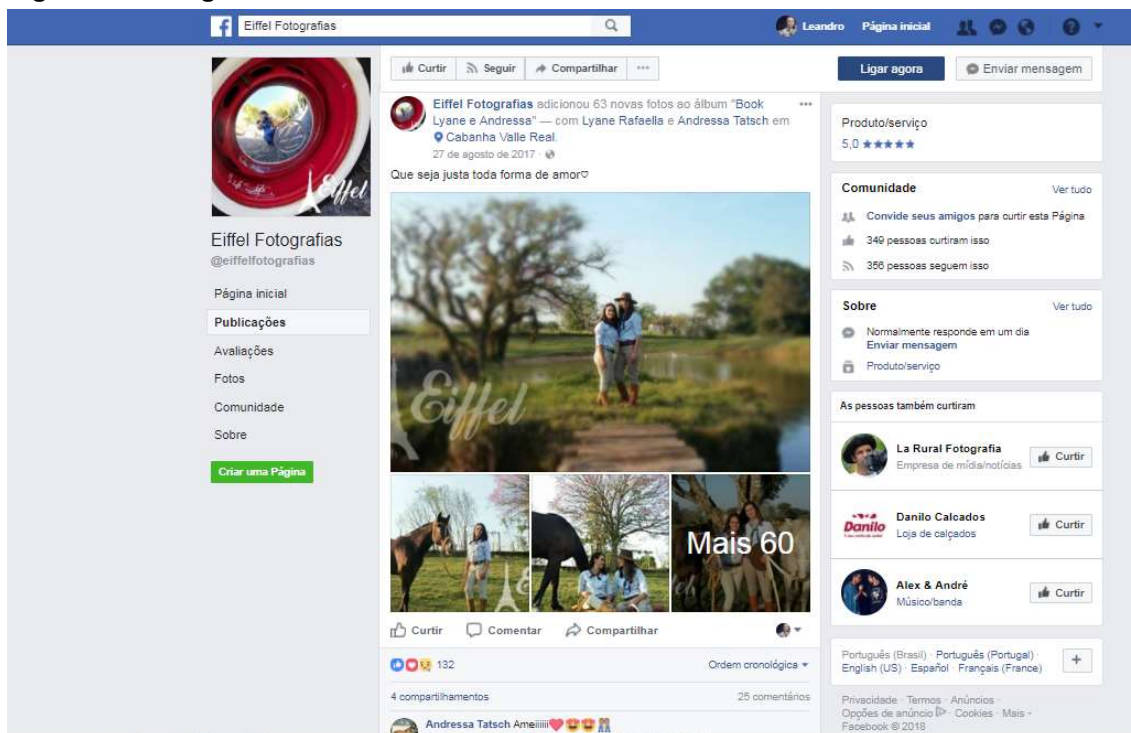 Eiffel Fotografias
Leandro
Página inicial
Curtir
Seguir
Compartilhar
Ligar agora
Enviar mensagem
Eiffel
Eiffel Fotografias
@eiffelfotografias
Página inicial
Publicações
Avaliações
Fotos
Comunidade
Sobre
Criar uma Página
Eiffel Fotografias adicionou 63 novas fotos ao álbum "Book
Lyane e Andressa" — com Lyane Rafaella e Andressa Tatsch em
Cabanha Valle Real.
27 de agosto de 2017 ·
Que seja justa toda forma de amor♡
Eiffel
Mais 60
Curtir
Comentar
Compartilhar
132
Ordem cronológica
4 compartilhamentos
25 comentários
Andressa Tatsch Ameiiiiii❤😍😍👭
Produto/serviço
5,0 ★★★★★
Comunidade
Ver tudo
Convide seus amigos para curtir esta Página
349 pessoas curtiram isso
356 pessoas seguem isso
Sobre
Ver tudo
Normalmente responde em um dia
Enviar mensagem
Produto/serviço
As pessoas também curtiram
La Rural Fotografia
Empresa de mídia/notícias
Curtir
Danilo
Danilo Calcados
Loja de calçados
Curtir
Alex & André
Músico/banda
Curtir
Português (Brasil) · Português (Portugal) ·
English (US) · Español · Français (France)
Privacidade · Termos · Anúncios ·
Opções de anúncio · Cookies · Mais
Facebook © 2018